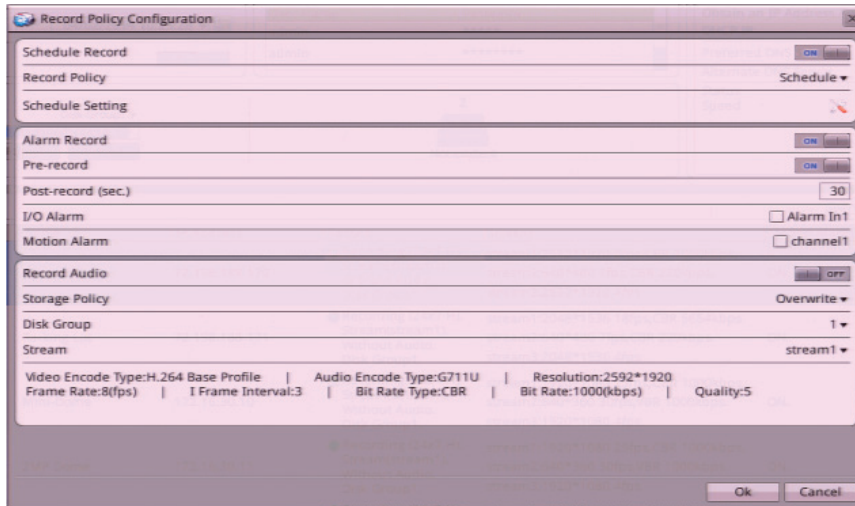 Record Policy Configuration
Schedule Record ON
Record Policy Schedule
Schedule Setting
Alarm Record ON
Pre-record ON
Post-record (sec.) 30
I/O Alarm Alarm In1
Motion Alarm channel1
Record Audio OFF
Storage Policy Overwrite
Disk Group 1
Stream stream1
Video Encode Type:H.264 Base Profile | Audio Encode Type:G711U | Resolution:2592*1920
Frame Rate:8(fps) | I Frame Interval:3 | Bit Rate Type:CBR | Bit Rate:1000(kbps) | Quality:5
Ok Cancel